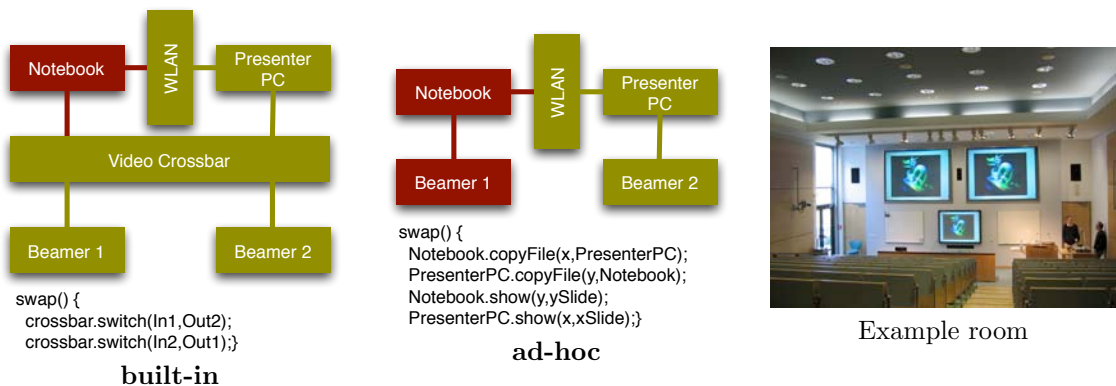 Notebook
WLAN
Presenter
PC
Video Crossbar
Beamer 1
Beamer 2
swap() {
crossbar.switch(In1,Out2);
crossbar.switch(In2,Out1);}
built-in
Notebook
WLAN
Presenter
PC
Beamer 1
Beamer 2
swap() {
Notebook.copyFile(x,PresenterPC);
PresenterPC.copyFile(y,Notebook);
Notebook.show(y,ySlide);
PresenterPC.show(x,xSlide);}
ad-hoc
Example room